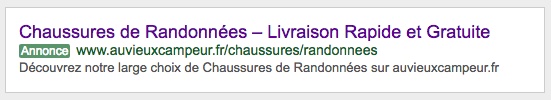 Chaussures de Randonnées – Livraison Rapide et Gratuite
Annonce www.auvieuxcampeur.fr/chaussures/randonnees
Découvrez notre large choix de Chaussures de Randonnées sur auvieuxcampeur.fr